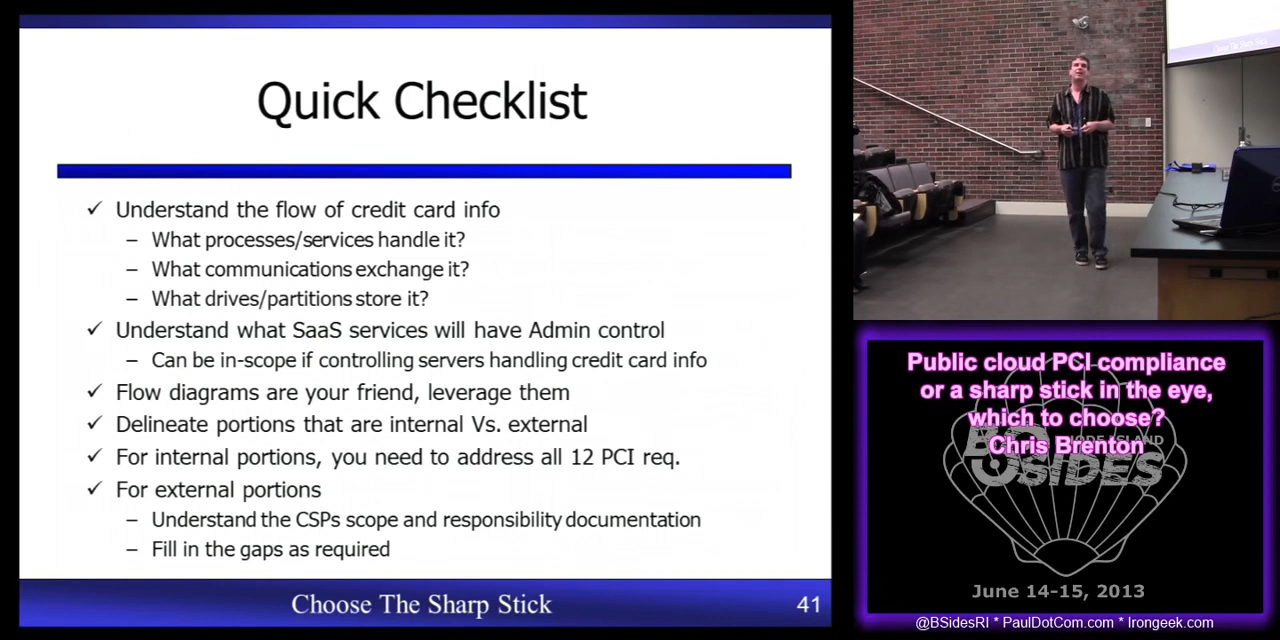 Quick Checklist
✓ Understand the flow of credit card info
– What processes/services handle it?
– What communications exchange it?
– What drives/partitions store it?
✓ Understand what SaaS services will have Admin control
– Can be in-scope if controlling servers handling credit card info
✓ Flow diagrams are your friend, leverage them
✓ Delineate portions that are internal Vs. external
✓ For internal portions, you need to address all 12 PCI req.
✓ For external portions
– Understand the CSPs scope and responsibility documentation
– Fill in the gaps as required
Choose The Sharp Stick
41
Public cloud PCI compliance
or a sharp stick in the eye,
which to choose?
Chris Brenton
SIDES
June 14-15, 2013
@BSidesRI * PaulDotCom.com * Irongeek.com